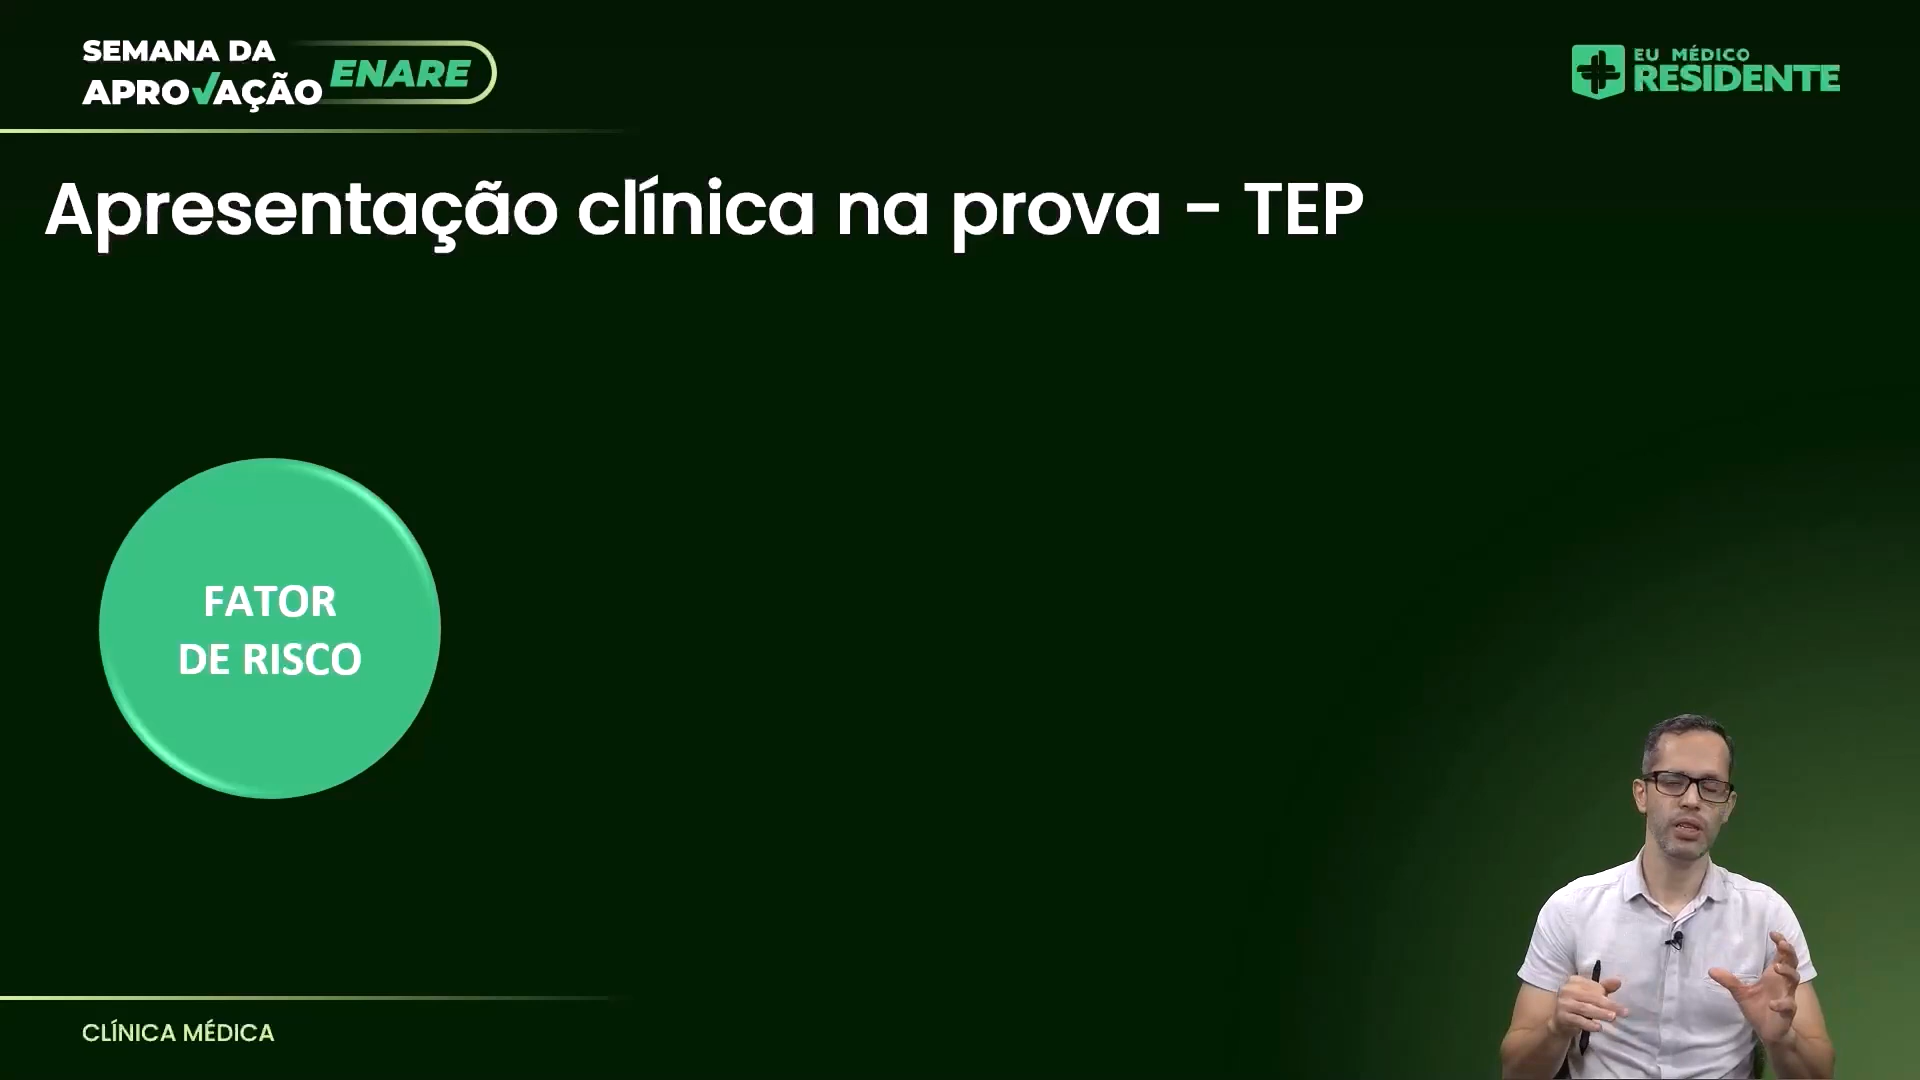 SEMANA DA
APROVAÇÃO ENARE
EU MÉDICO
RESIDENTE
Apresentação clínica na prova - TEP
FATOR
DE RISCO
CLÍNICA MÉDICA